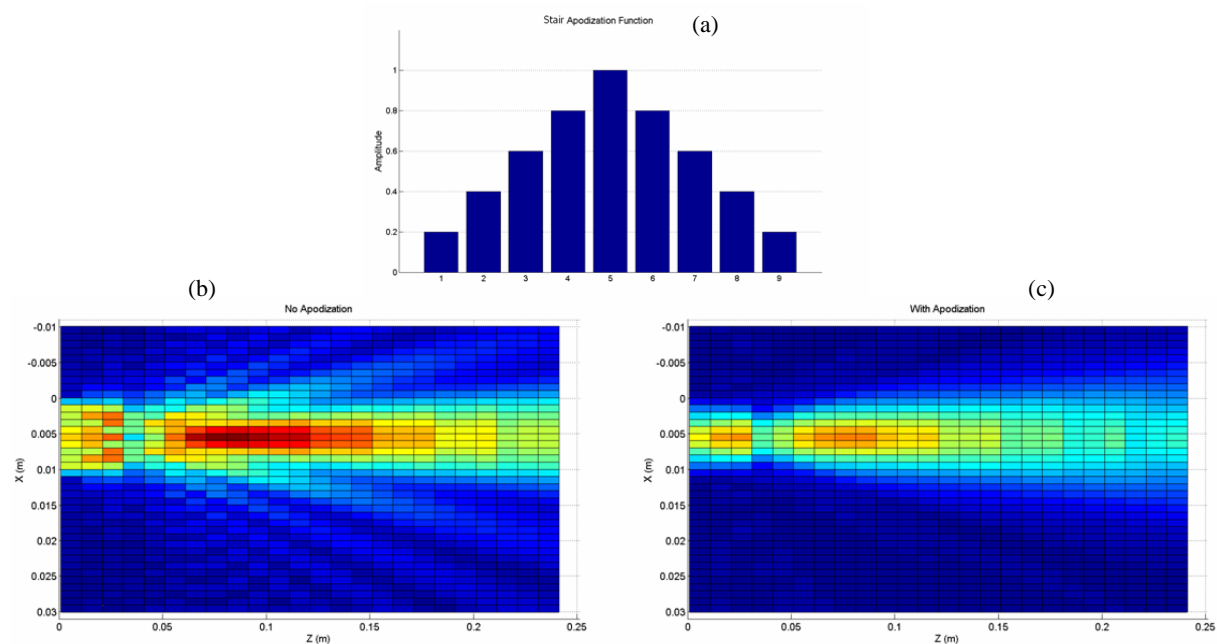 Stair Apodization Function
(a)
Amplitude
1
0.8
0.6
0.4
0.2
0
1 2 3 4 5 6 7 8 9
(b)
No Apodization
X (m)
-0.01
-0.005
0
0.005
0.01
0.015
0.02
0.025
0.03
0 0.05 0.1 0.15 0.2 0.25
Z (m)
(c)
With Apodization
X (m)
-0.01
-0.005
0
0.005
0.01
0.015
0.02
0.025
0.03
0 0.05 0.1 0.15 0.2 0.25
Z (m)